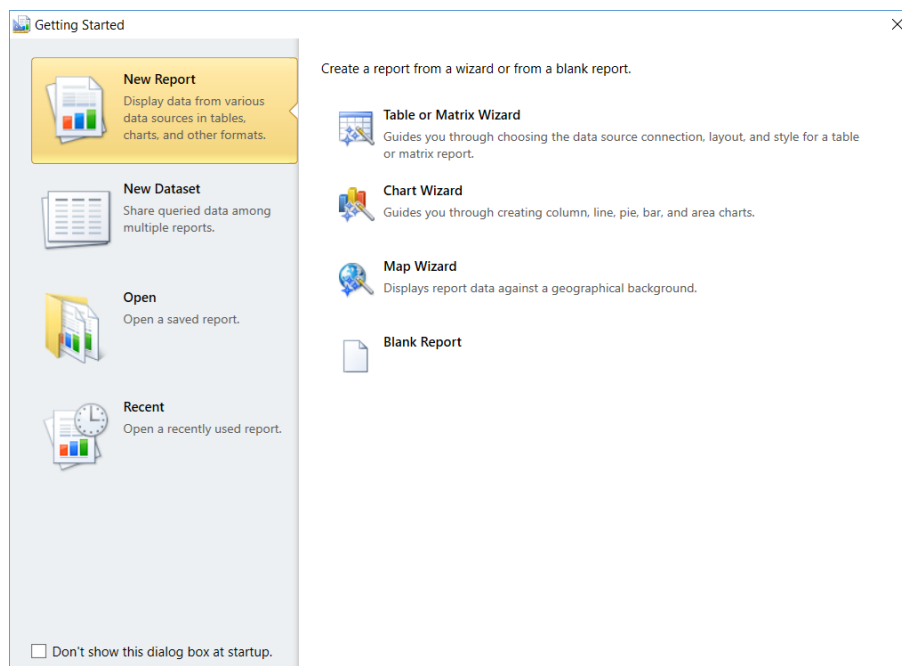 Getting Started
New Report
Display data from various
data sources in tables,
charts, and other formats.
New Dataset
Share queried data among
multiple reports.
Open
Open a saved report.
Recent
Open a recently used report.
Don't show this dialog box at startup.
Create a report from a wizard or from a blank report.
Table or Matrix Wizard
Guides you through choosing the data source connection, layout, and style for a table
or matrix report.
Chart Wizard
Guides you through creating column, line, pie, bar, and area charts.
Map Wizard
Displays report data against a geographical background.
Blank Report